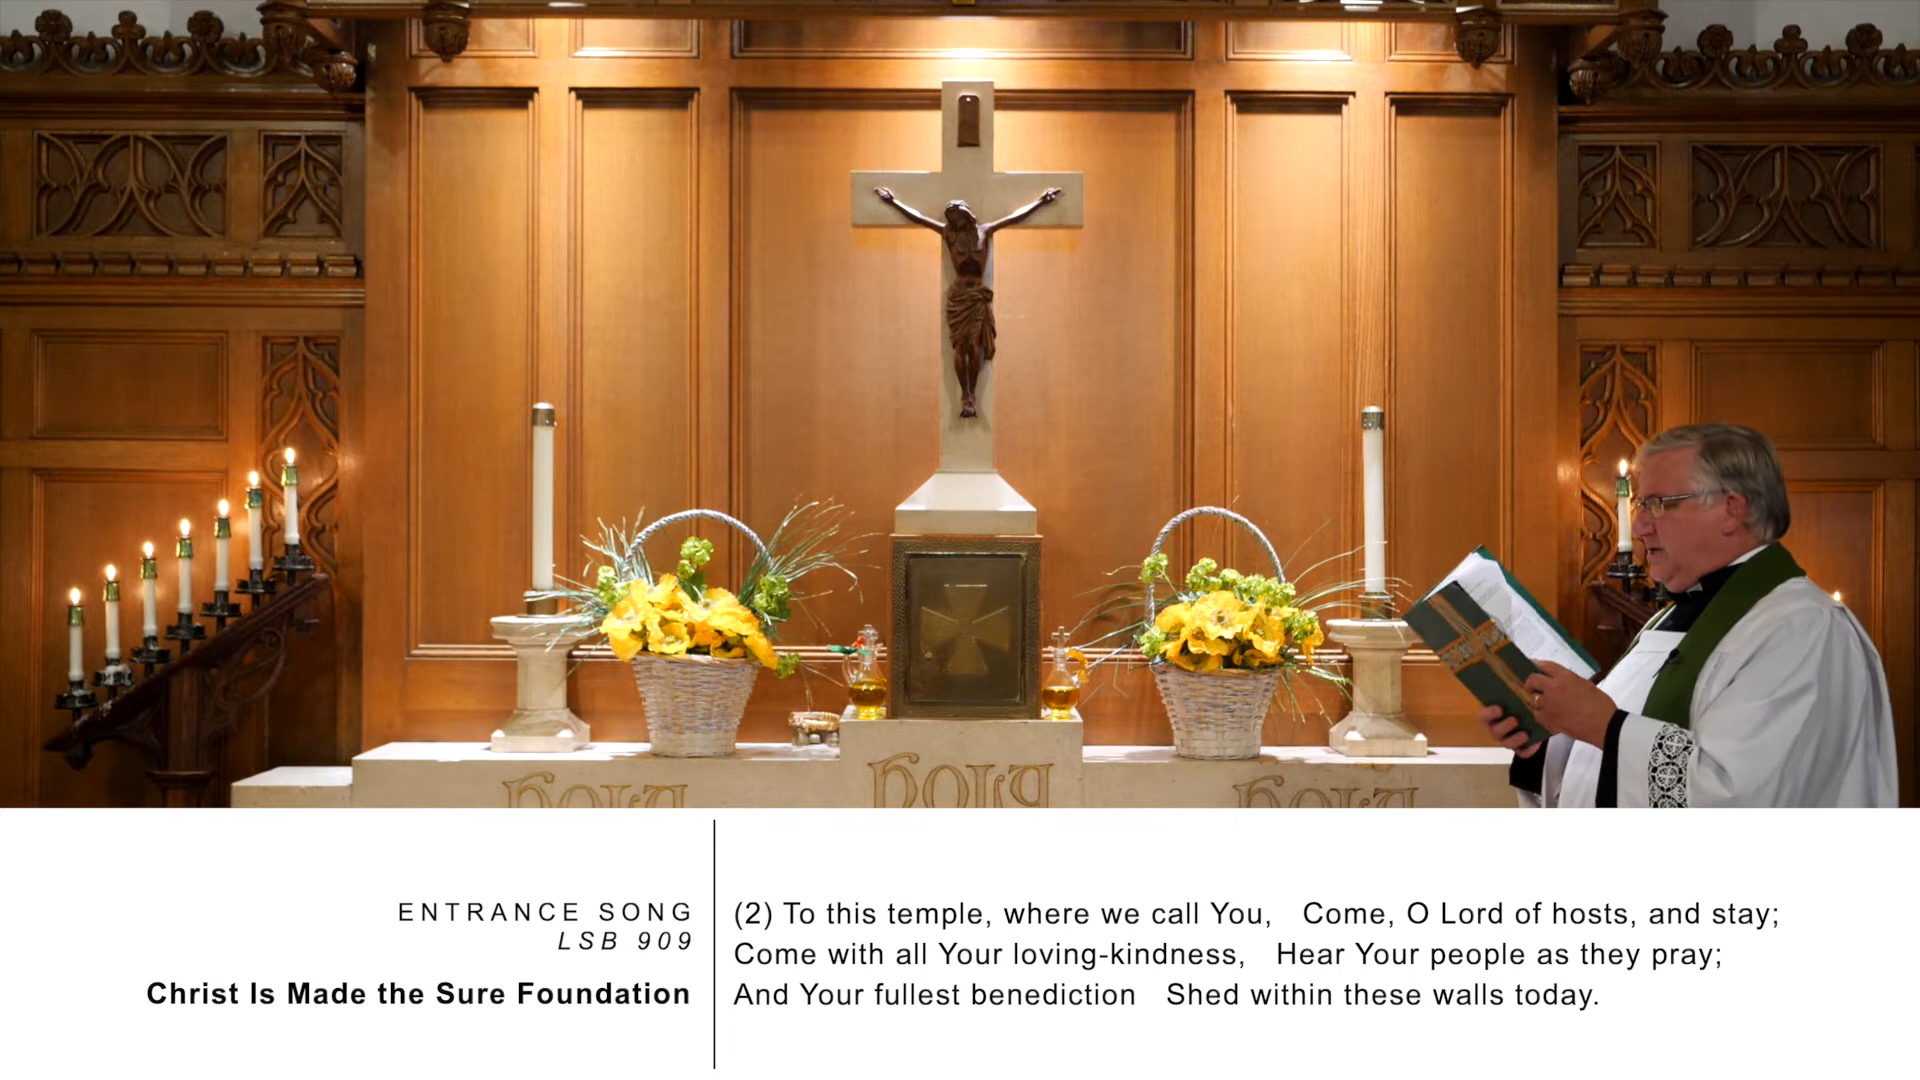 HOLY HOLY HOLY
ENTRANCE SONG
LSB 909
Christ Is Made the Sure Foundation
(2) To this temple, where we call You, Come, O Lord of hosts, and stay;
Come with all Your loving-kindness, Hear Your people as they pray;
And Your fullest benediction Shed within these walls today.